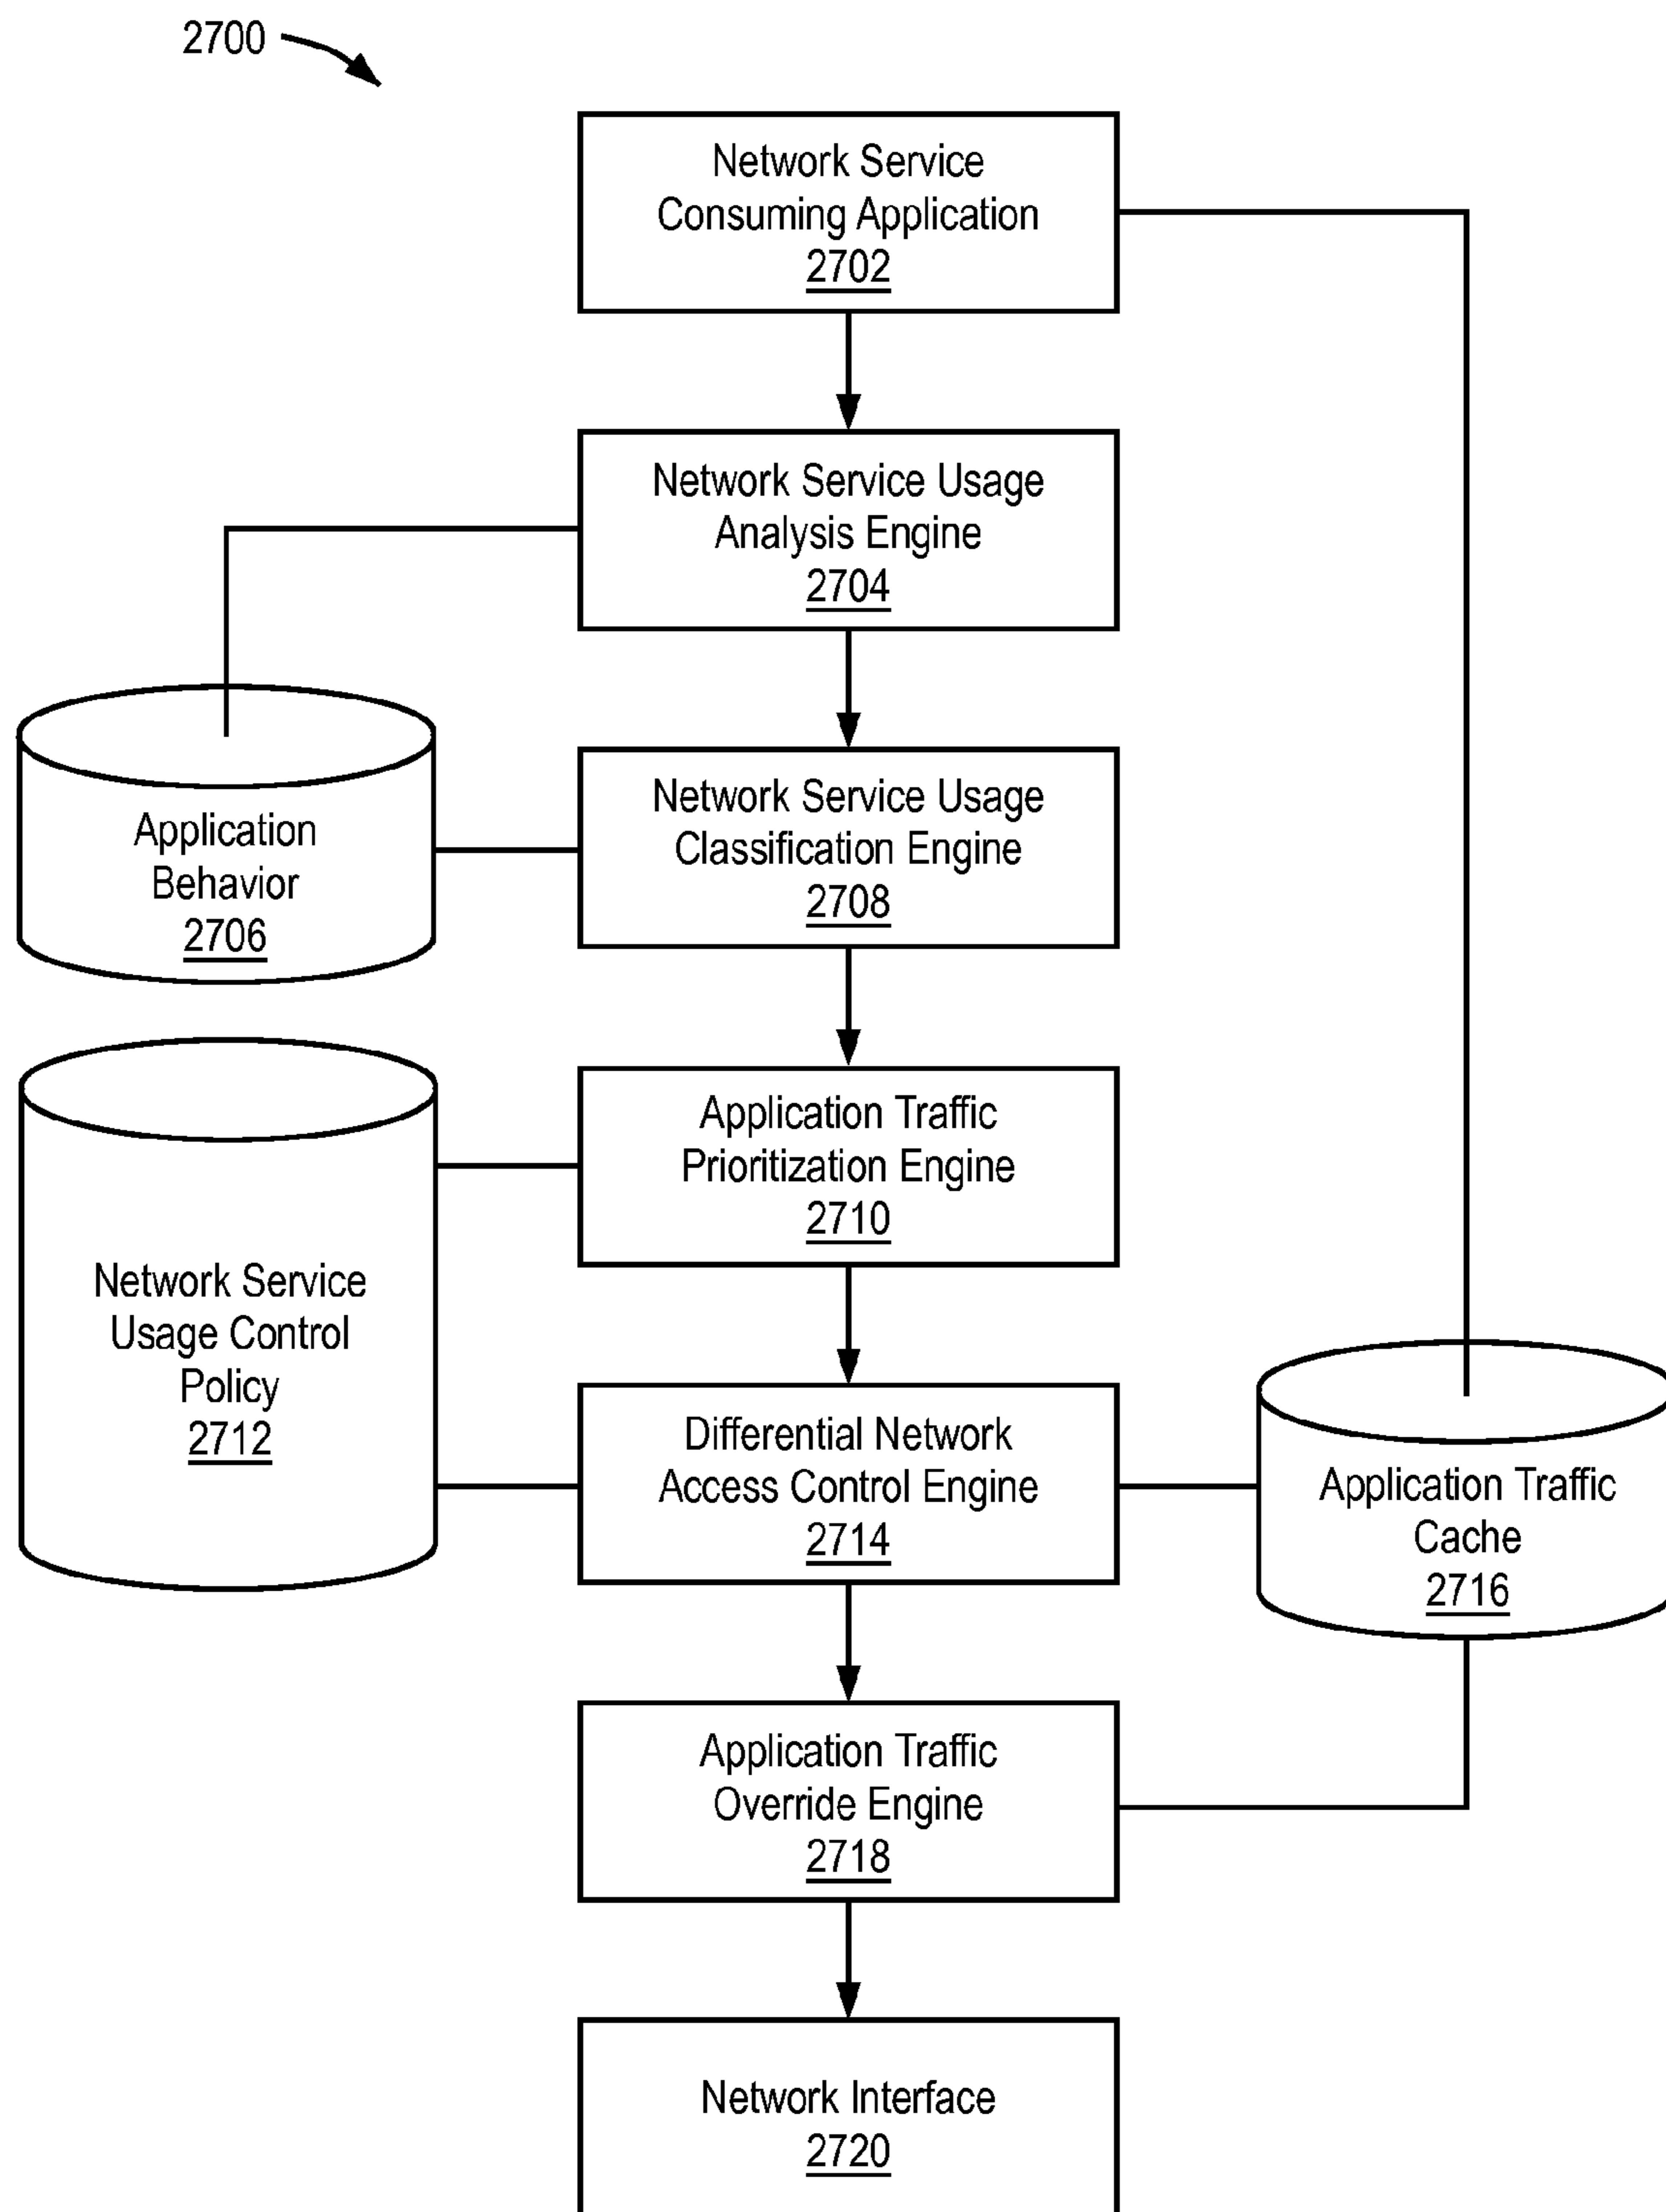 2700
Network Service
Consuming Application
2702
Network Service Usage
Analysis Engine
2704
Application
Behavior
2706
Network Service Usage
Classification Engine
2708
Application Traffic
Prioritization Engine
2710
Network Service
Usage Control
Policy
2712
Differential Network
Access Control Engine
2714
Application Traffic
Cache
2716
Application Traffic
Override Engine
2718
Network Interface
2720